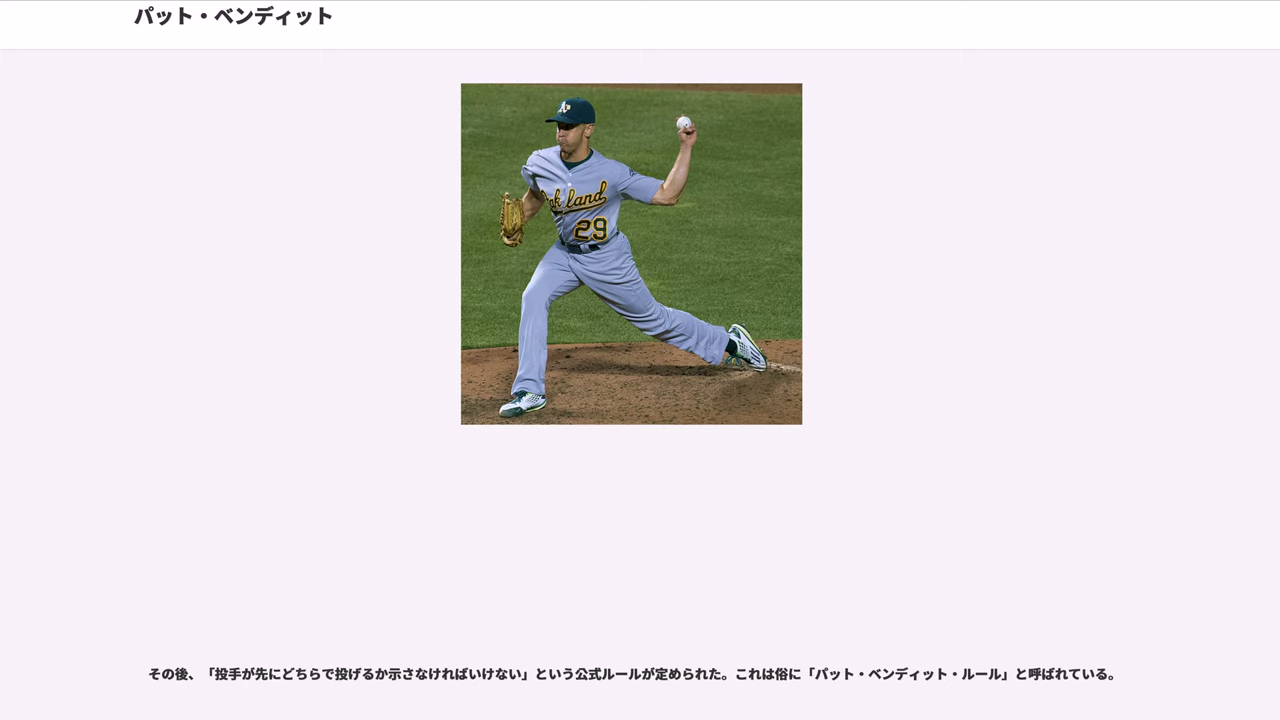 パット・ベンディット
A's
Oakland
29
その後、「投手が先にどちらで投げるか示さなければいけない」という公式ルールが定められた。これは俗に「パット・ベンディット・ルール」と呼ばれている。